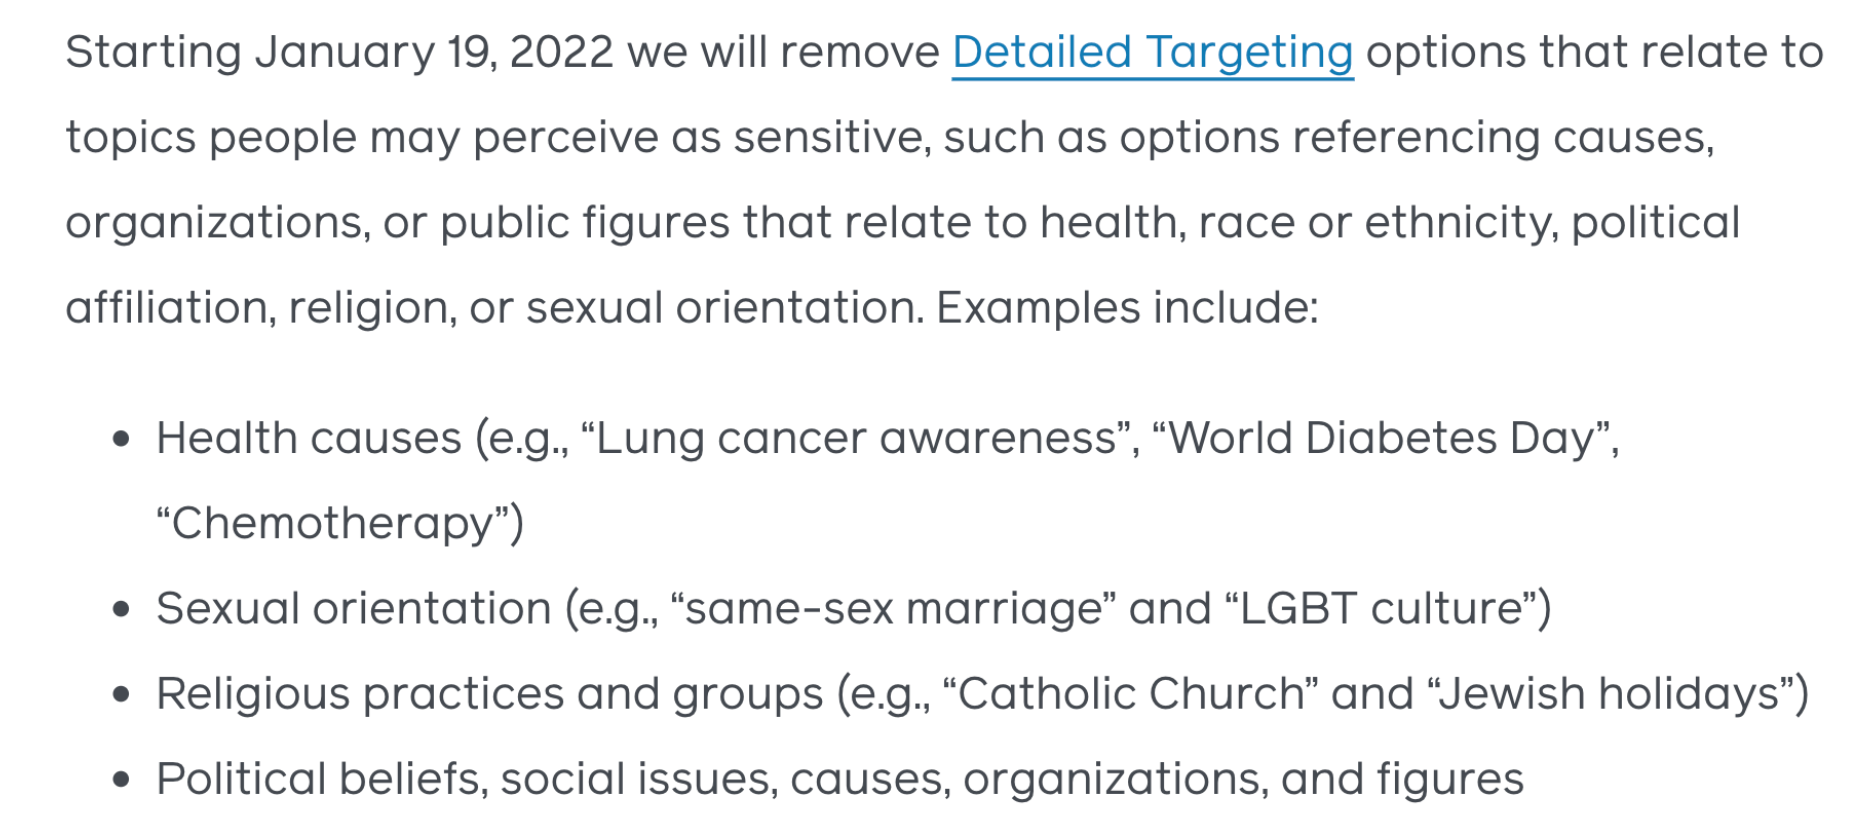 Starting January 19, 2022 we will remove Detailed Targeting options that relate to
topics people may perceive as sensitive, such as options referencing causes,
organizations, or public figures that relate to health, race or ethnicity, political
affiliation, religion, or sexual orientation. Examples include:
• Health causes (e.g., “Lung cancer awareness”, “World Diabetes Day”,
“Chemotherapy”)
• Sexual orientation (e.g., “same-sex marriage” and “LGBT culture”)
• Religious practices and groups (e.g., “Catholic Church” and “Jewish holidays”)
• Political beliefs, social issues, causes, organizations, and figures